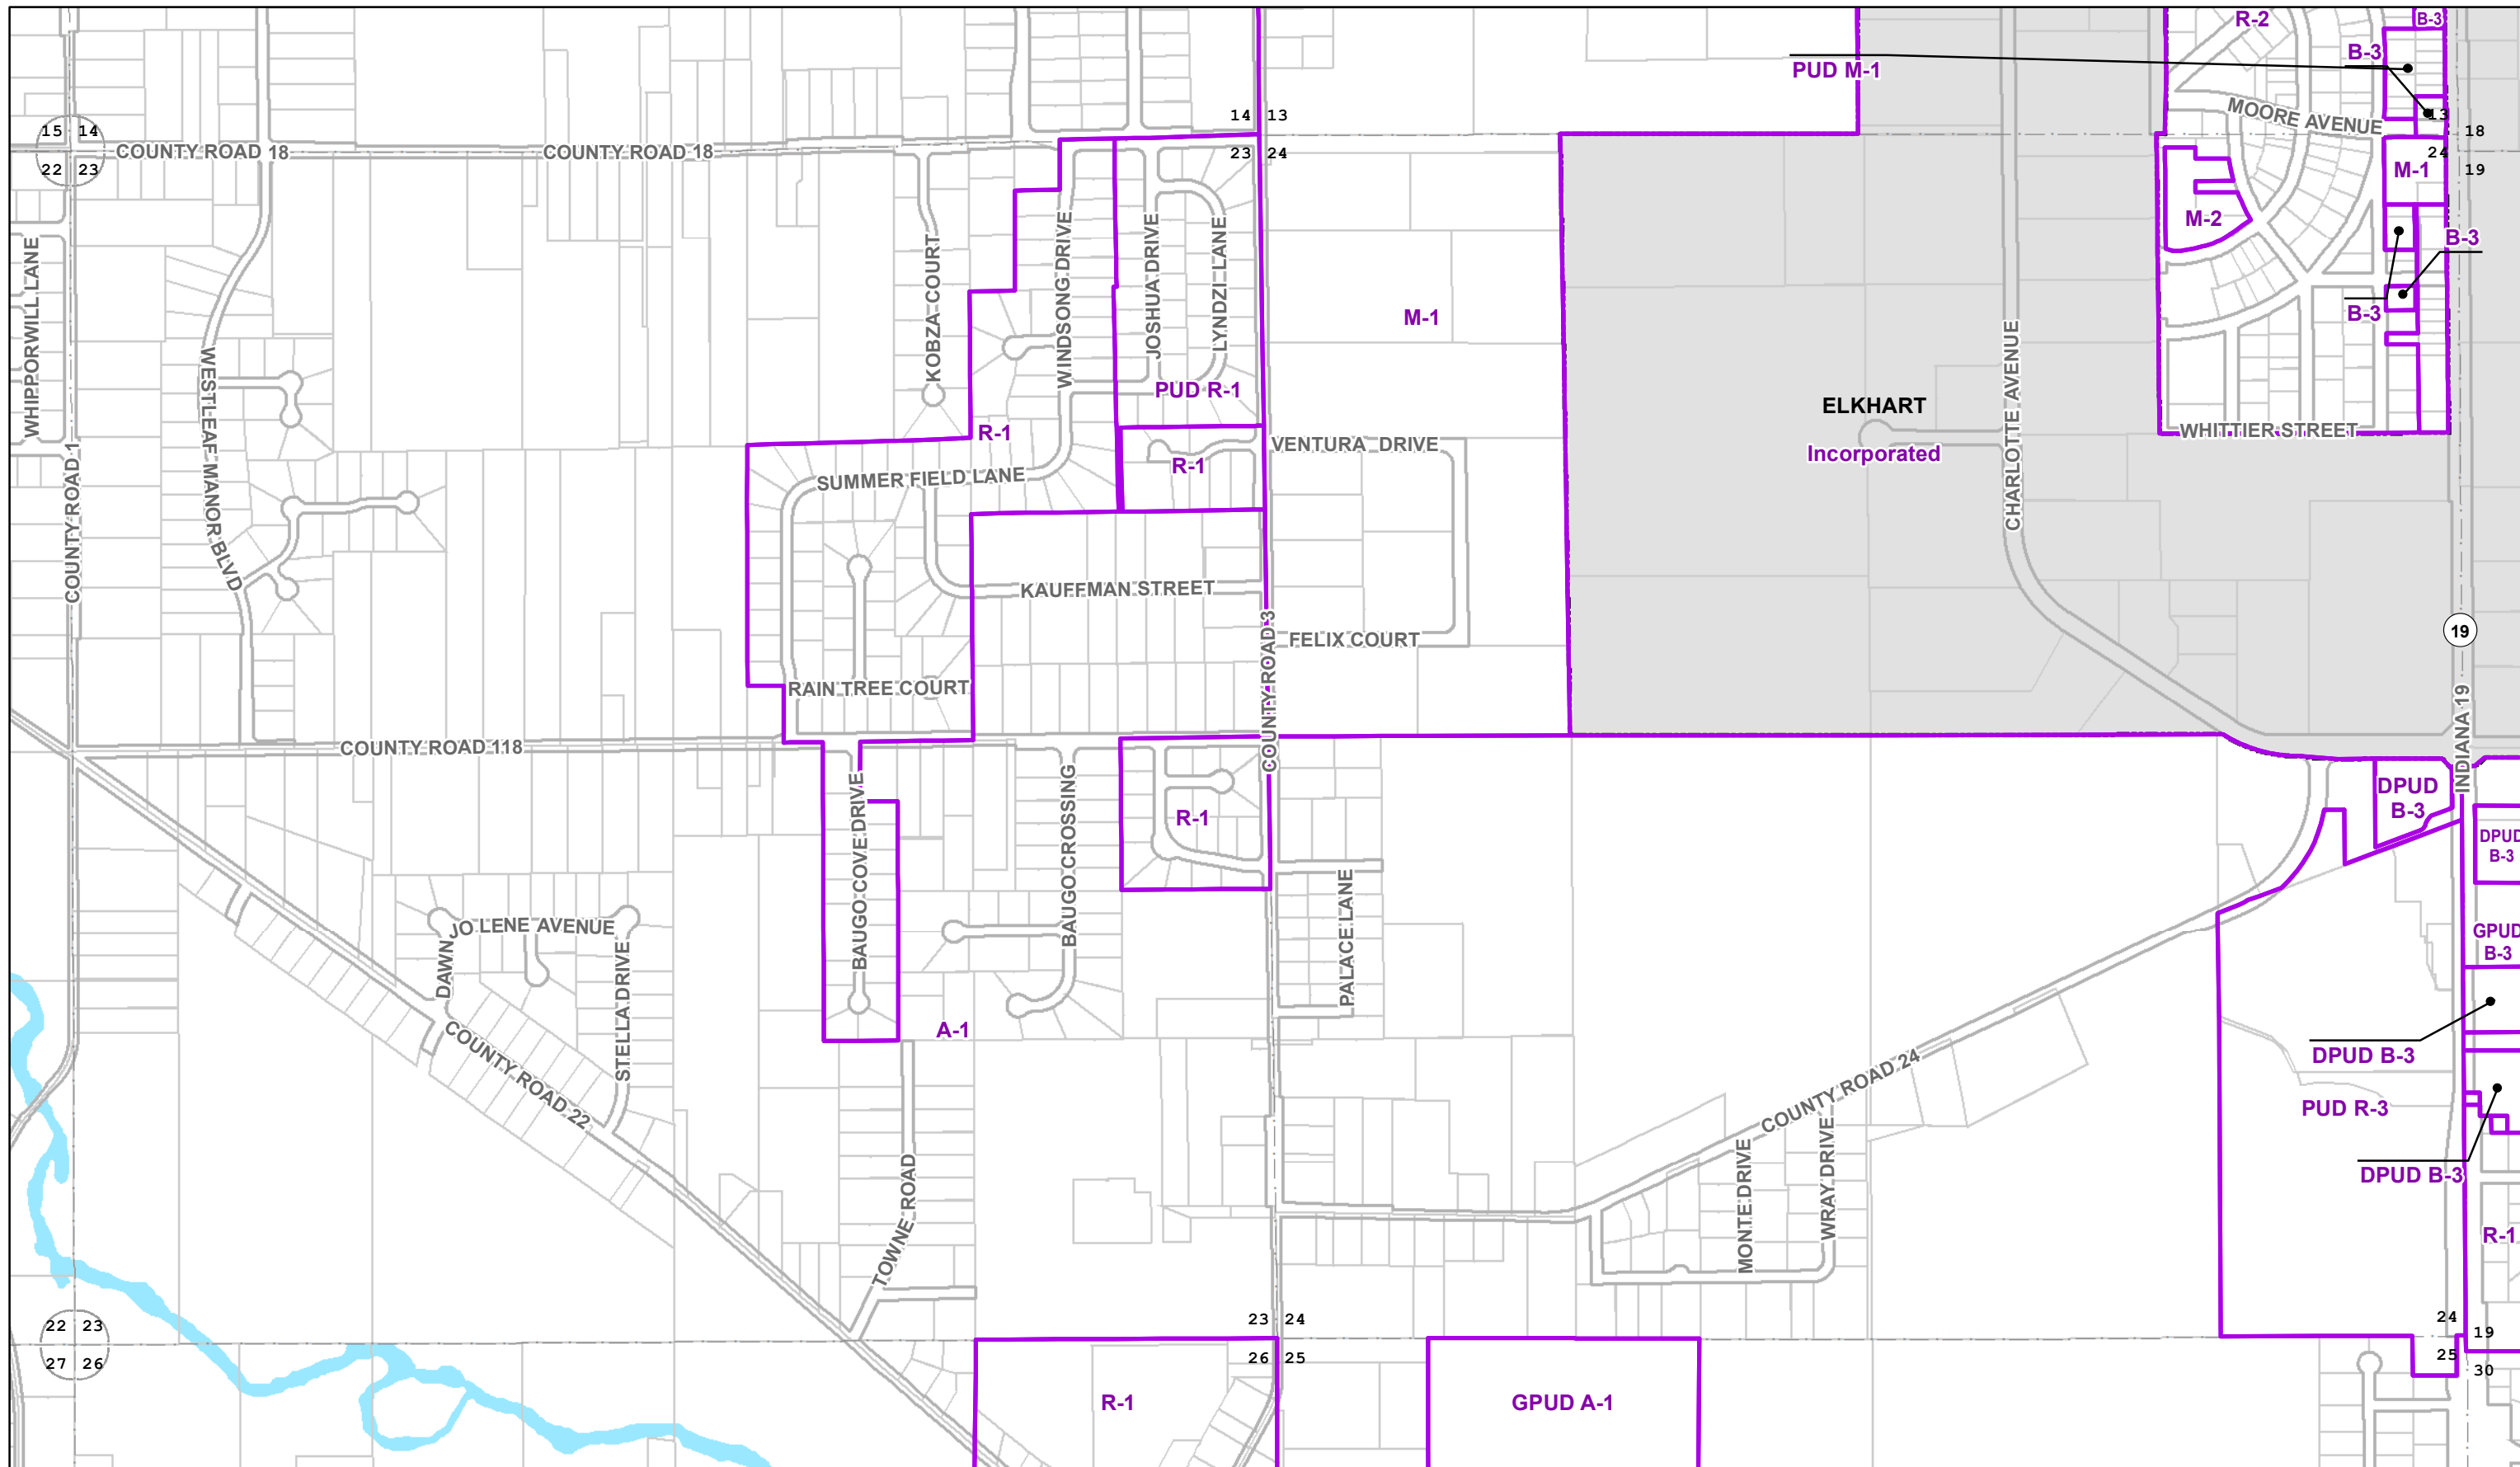 R-2
B-3
B-3
PUD M-1
MOORE AVENUE
14 13
13
18
15 14
COUNTY ROAD 18
COUNTY ROAD 18
23 24
24
19
22 23
M-1
M-2
B-3
WHIPPORWILL LANE
KOBZA COURT
WINDSONG DRIVE
JOSHUA DRIVE
LYNDZI LANE
M-1
B-3
WESTLEAF MANOR BLVD
PUD R-1
CHARLOTTE AVENUE
ELKHART
Incorporated
R-1
VENTURA DRIVE
WHITTIER STREET
R-1
SUMMER FIELD LANE
COUNTY ROAD 1
KAUFFMAN STREET
FELIX COURT
19
COUNTY ROAD 3
RAIN TREE COURT
INDIANA 19
COUNTY ROAD 118
DPUD
B-3
R-1
DPUD
B-3
BAUGO COVE DRIVE
BAUGO CROSSING
PALACE LANE
JO LENE AVENUE
DAWN
STELLA DRIVE
GPUD
B-3
A-1
DPUD B-3
COUNTY ROAD 22
COUNTY ROAD 24
PUD R-3
DPUD B-3
TOWNE ROAD
MONTE DRIVE
WRAY DRIVE
R-1
23 24
24
19
22 23
26 25
25
30
27 26
R-1
GPUD A-1